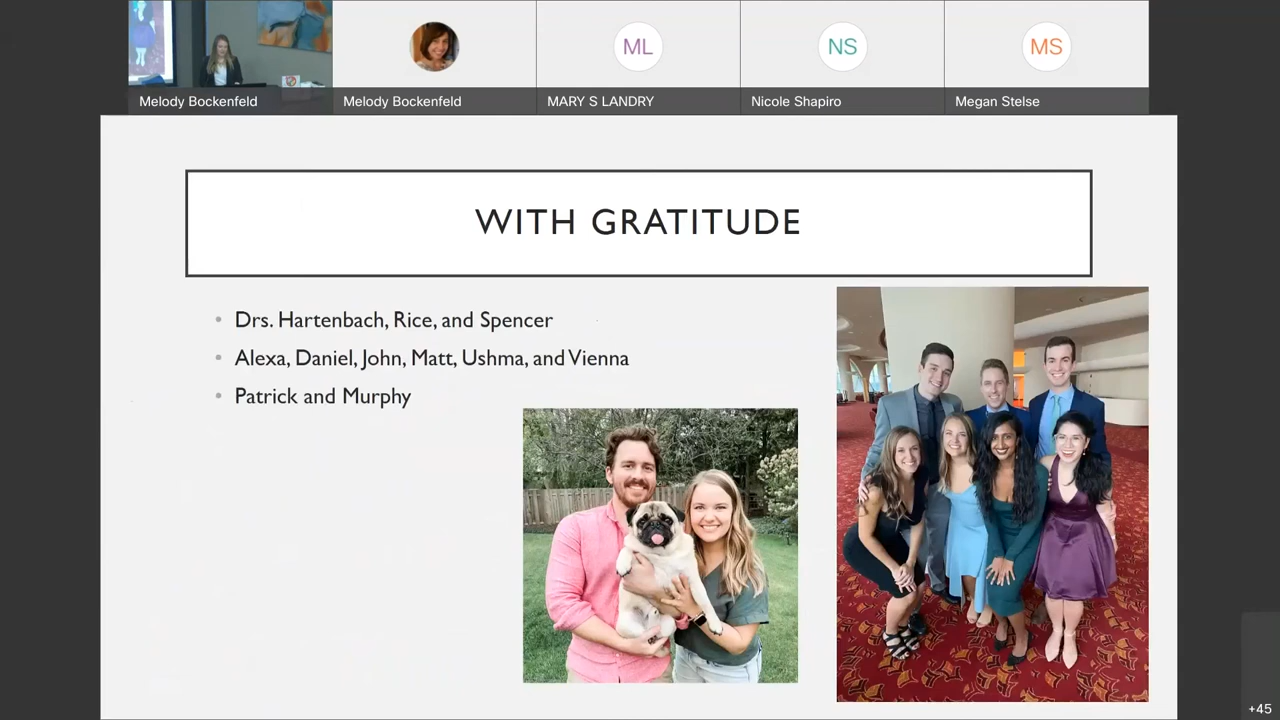 Melody Bockenfeld
Melody Bockenfeld
ML
MARY S LANDRY
NS
Nicole Shapiro
MS
Megan Stelse
WITH GRATITUDE
• Drs. Hartenbach, Rice, and Spencer
• Alexa, Daniel, John, Matt, Ushma, and Vienna
• Patrick and Murphy
+45